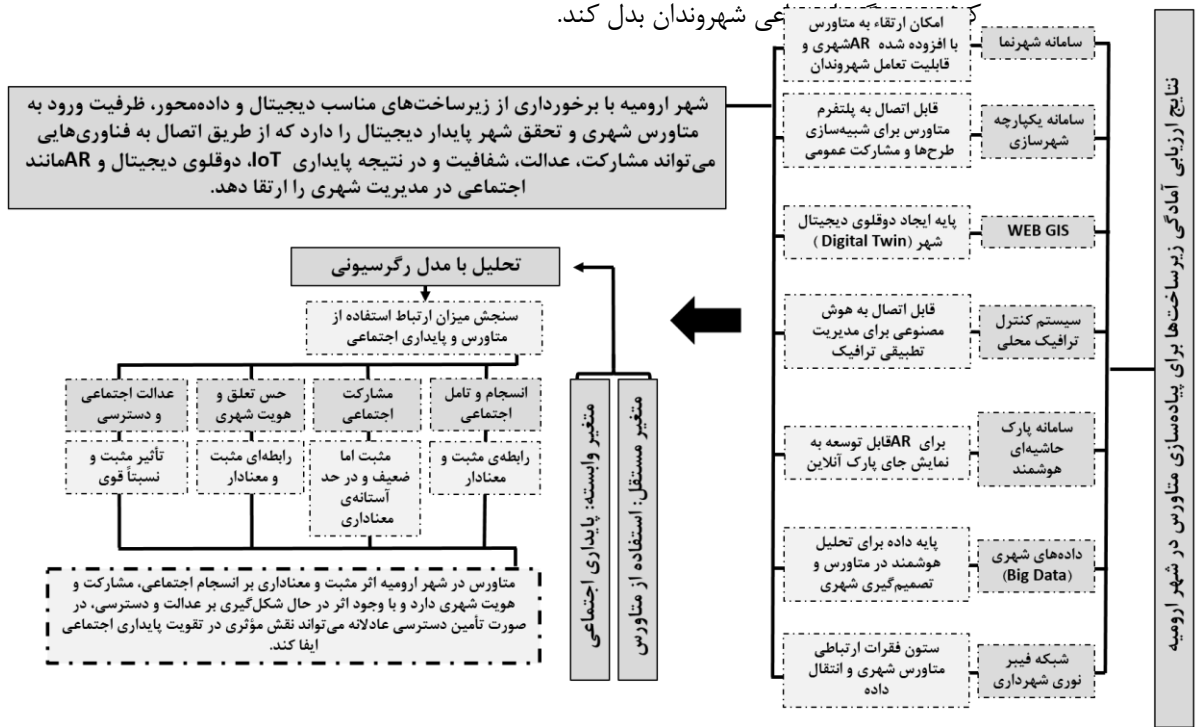 شهروندان بدل کند.
نتایج ارزیابی آمادگی زیرساخت‌ها برای پیاده‌سازی متاورس در شهر ارومیه
سامانه شهرنما
امکان ارتقاء به متاورس
با افزوده شده ARشهری و
قابلیت تعامل شهروندان
سامانه یکپارچه
شهرسازی
قابل اتصال به پلتفرم
متاورس برای شبیه‌سازی
طرح‌ها و مشارکت عمومی
WEB GIS
پایه ایجاد دوقلوی دیجیتال
شهر (Digital Twin )
سیستم کنترل
ترافیک محلی
قابل اتصال به هوش
مصنوعی برای مدیریت
تطبیقی ترافیک
سامانه پارک
حاشیه‌ای
هوشمند
برای ARقابل توسعه به
نمایش جای پارک آنلاین
داده‌های شهری
(Big Data)
پایه داده برای تحلیل
هوشمند در متاورس و
تصمیم‌گیری شهری
شبکه فیبر
نوری شهرداری
ستون فقرات ارتباطی
متاورس شهری و انتقال
داده
شهر ارومیه با برخورداری از زیرساخت‌های مناسب دیجیتال و داده‌محور، ظرفیت ورود به
متاورس شهری و تحقق شهر پایدار دیجیتال را دارد که از طریق اتصال به فناوری‌هایی
می‌تواند مشارکت، عدالت، شفافیت و در نتیجه پایداری IoT، دوقلوی دیجیتال و ARمانند
اجتماعی در مدیریت شهری را ارتقا دهد.
متغیر مستقل: استفاده از متاورس
متغیر وابسته: پایداری اجتماعی
تحلیل با مدل رگرسیونی
سنجش میزان ارتباط استفاده از
متاورس و پایداری اجتماعی
انسجام و تامل
اجتماعی
مشارکت
اجتماعی
حس تعلق و
هویت شهری
عدالت اجتماعی
و دسترسی
رابطه‌ی مثبت و
معنادار
مثبت اما
ضعیف و در حد
آستانه‌ی
معناداری
رابطه‌ای مثبت
و معنادار
تأثیر مثبت و
نسبتاً قوی
متاورس در شهر ارومیه اثر مثبت و معناداری بر انسجام اجتماعی، مشارکت و
هویت شهری دارد و با وجود اثر در حال شکل‌گیری بر عدالت و دسترسی، در
صورت تأمین دسترسی عادلانه می‌تواند نقش مؤثری در تقویت پایداری اجتماعی
ایفا کند.